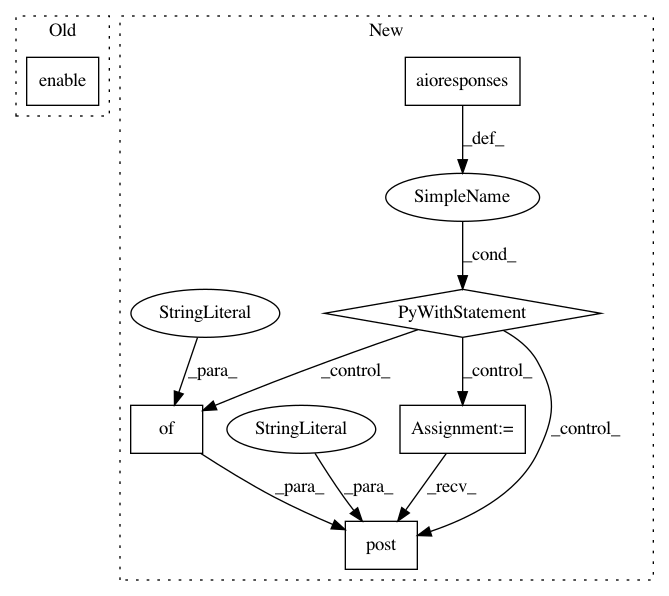 Old
New
enable
aioresponses
_def_
SimpleName
_cond_
StringLiteral
PyWithStatement
_para_
_control_
_control_
_control_
of
StringLiteral
Assignment:=
_para_
_para_
_recv_
post